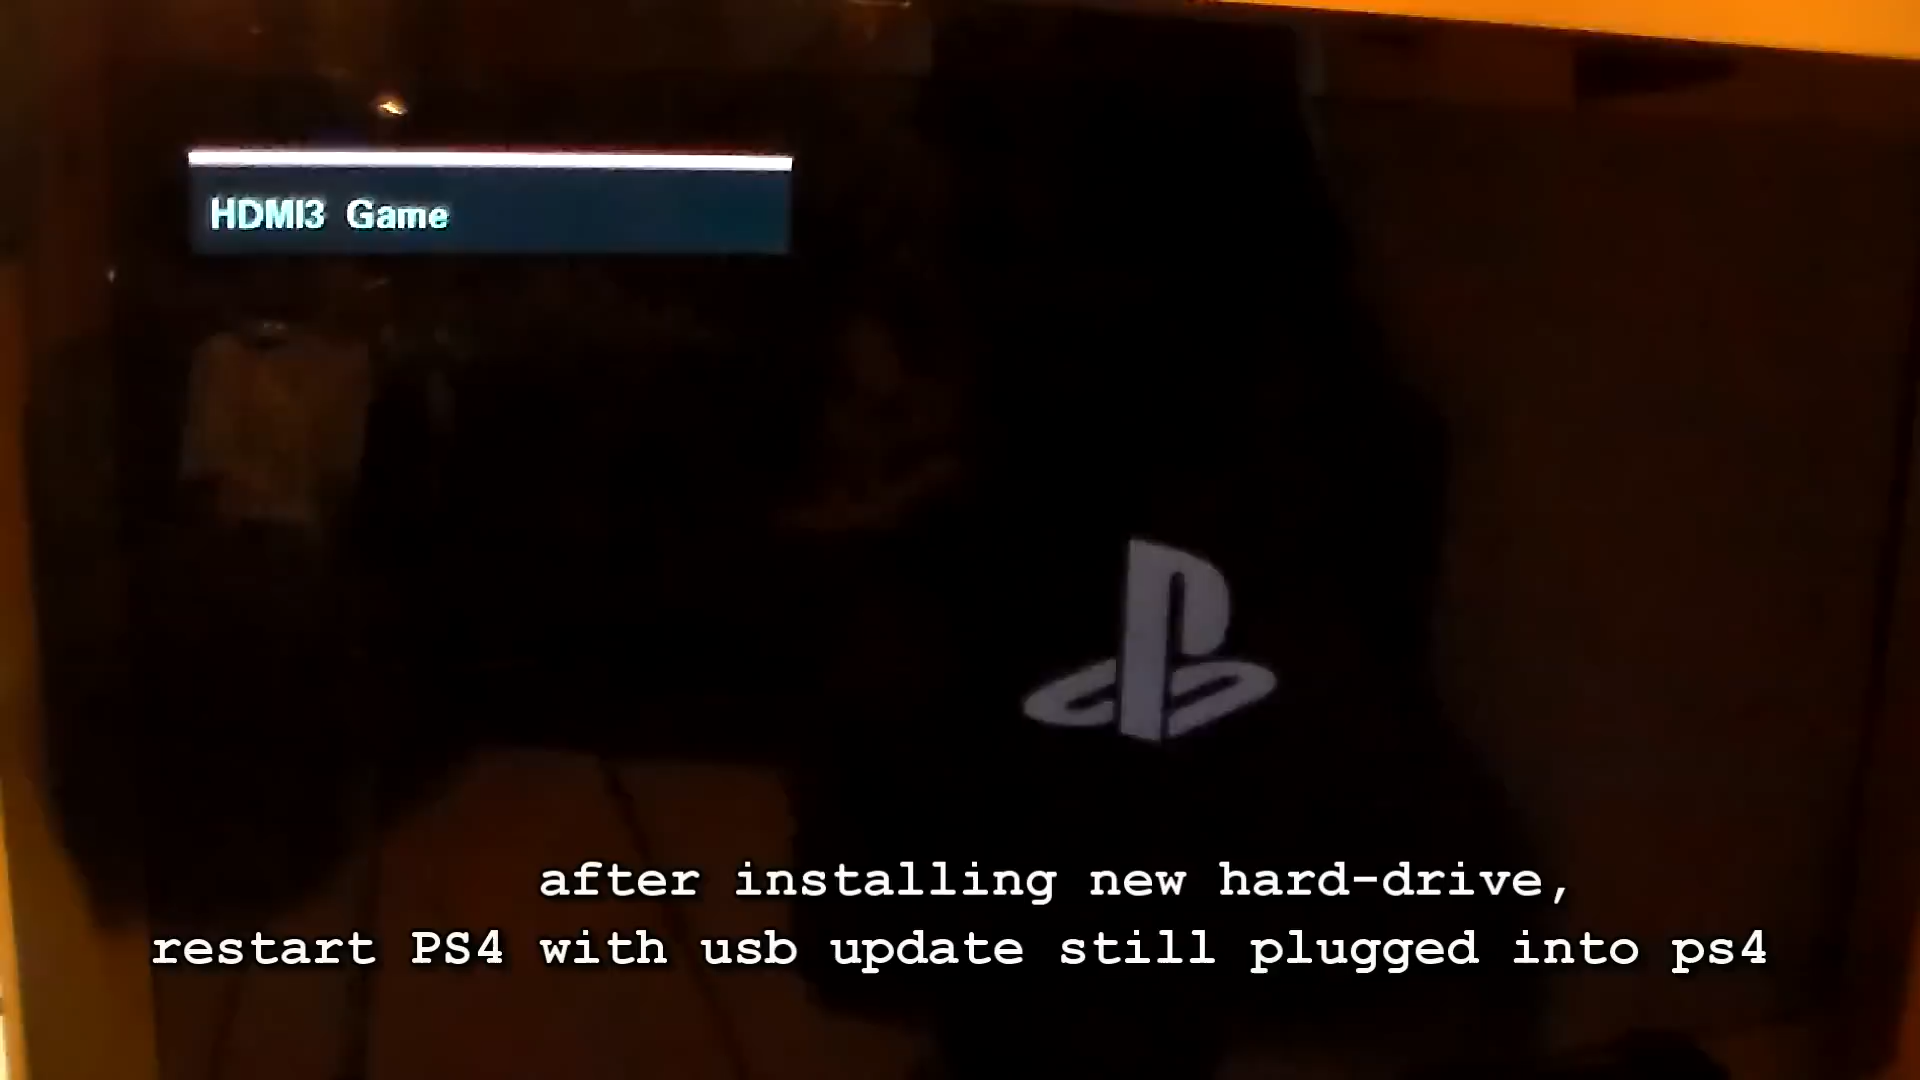 HDMI3 Game
after installing new hard-drive,
restart PS4 with usb update still plugged into ps4